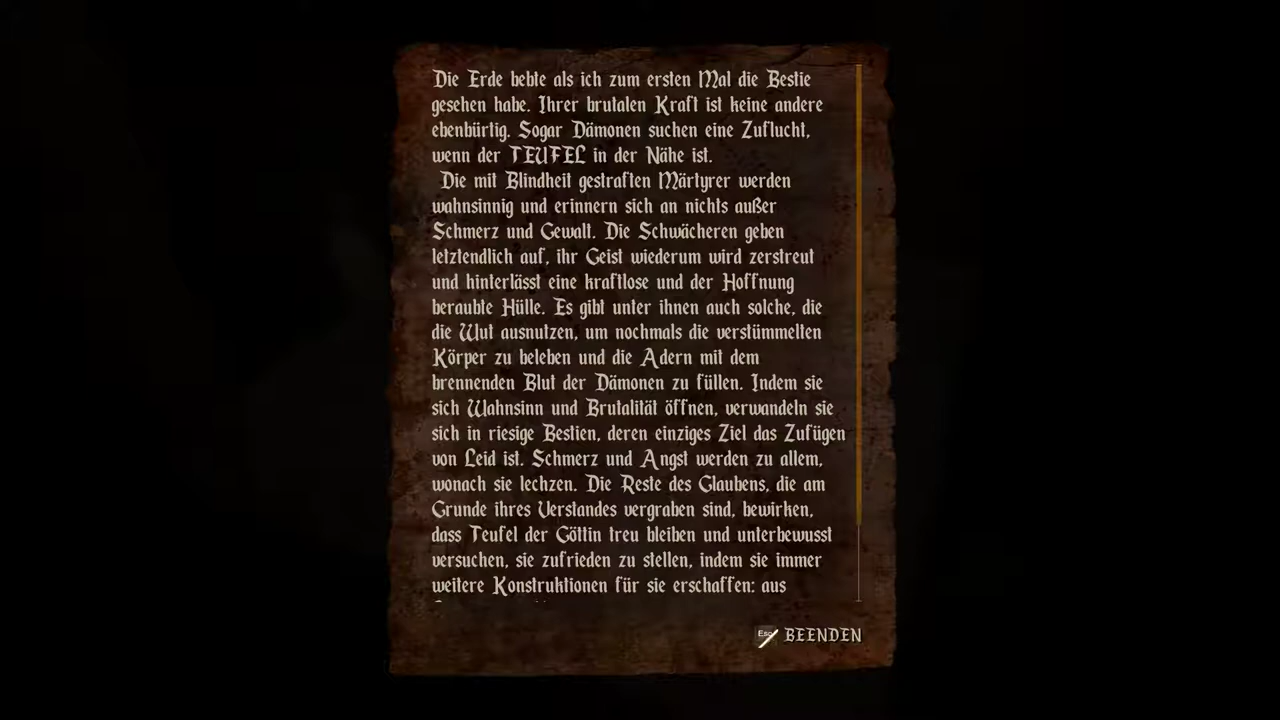 Die Erde bebte als ich zum ersten Mal die Bestie
gesehen habe. Ihrer brutalen Kraft ist keine andere
ebenbürtig. Sogar Dämonen suchen eine Zuflucht,
wenn der TEUFEL in der Nähe ist.
Die mit Blindheit gestraften Märtyrer werden
wahnsinnig und erinnern sich an nichts außer
Schmerz und Gewalt. Die Schwächeren geben
letztendlich auf, ihr Geist wiederum wird zerstreut
und hinterlässt eine kraftlose und der Hoffnung
beraubte Hülle. Es gibt unter ihnen auch solche, die
die Wut ausnutzen, um nochmals die verstümmelten
Körper zu beleben und die Adern mit dem
brennenden Blut der Dämonen zu füllen. Indem sie
sich Wahnsinn und Brutalität öffnen, verwandeln sie
sich in riesige Bestien, deren einziges Ziel das Zufügen
von Leid ist. Schmerz und Angst werden zu allem,
wonach sie lechzen. Die Reste des Glaubens, die am
Grunde ihres Verstandes vergraben sind, bewirken,
dass Teufel der Göttin treu bleiben und unterbewusst
versuchen, sie zufrieden zu stellen, indem sie immer
weitere Konstruktionen für sie erschaffen: aus
Esc BEENDEN